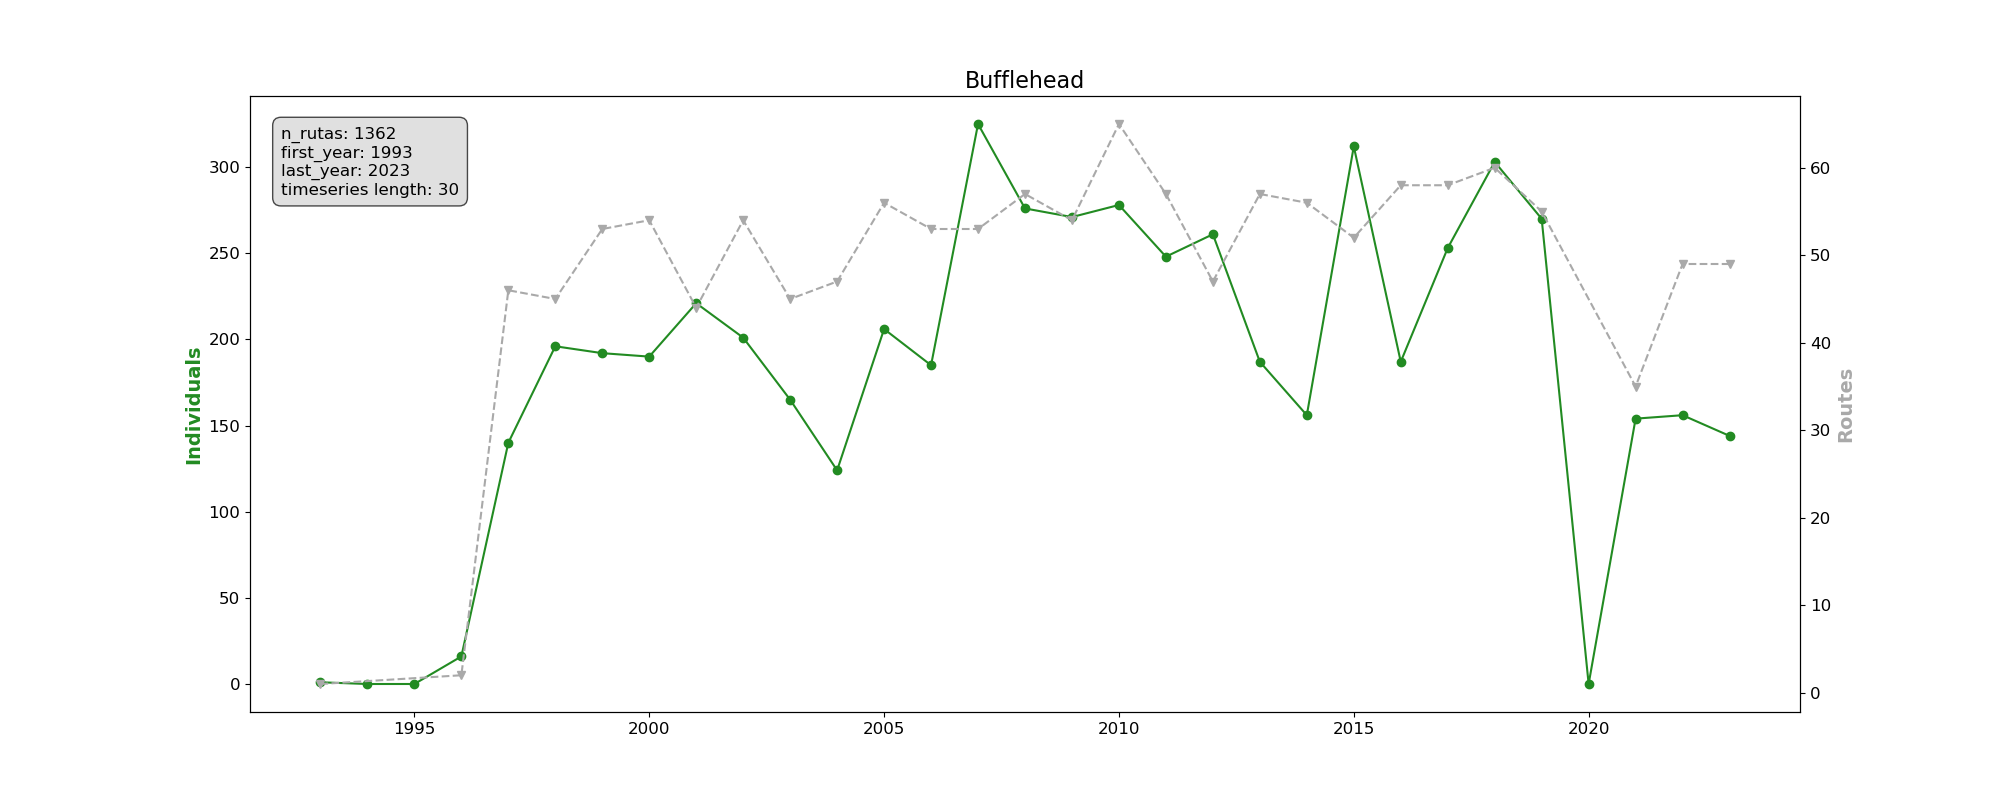 Bufflehead
n_rutas: 1362
first_year: 1993
last_year: 2023
timeseries length: 30
Individuals
300
250
200
150
100
50
0
60
50
40
30
20
10
0
Routes
1995
2000
2005
2010
2015
2020